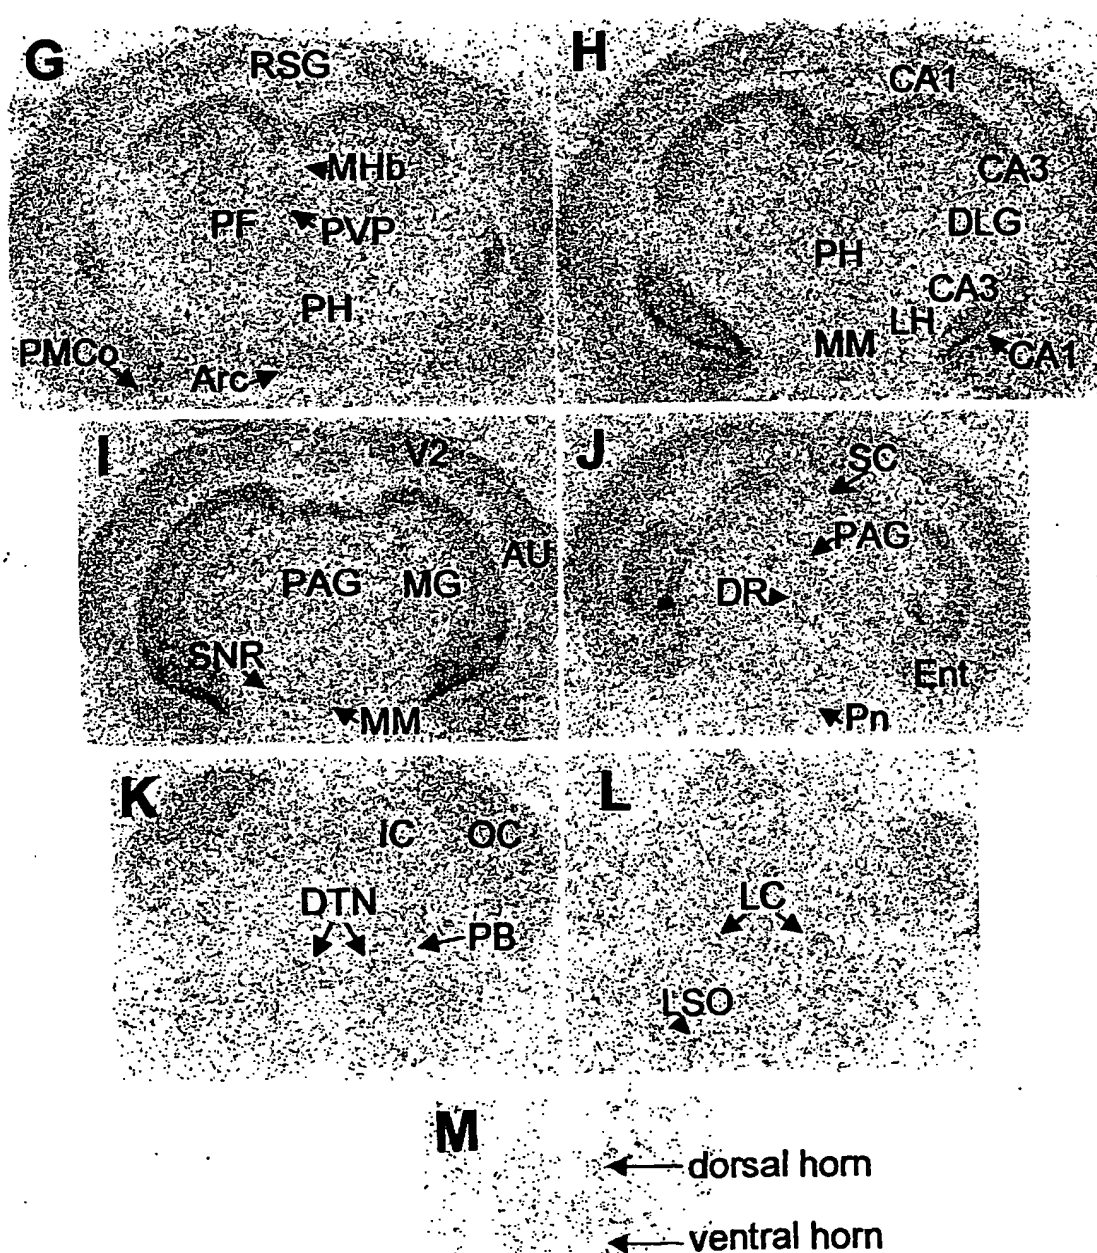 G
RSG
MHb
PF
PVP
PH
PMCo
Arc
H
CA1
CA3
DLG
PH
CA3
LH
MM
CA1
I
V2
AU
PAG
MG
SNR
MM
J
SC
PAG
DR
Ent
Pn
K
IC
OC
DTN
PB
L
LC
LSO
M
dorsal horn
ventral horn